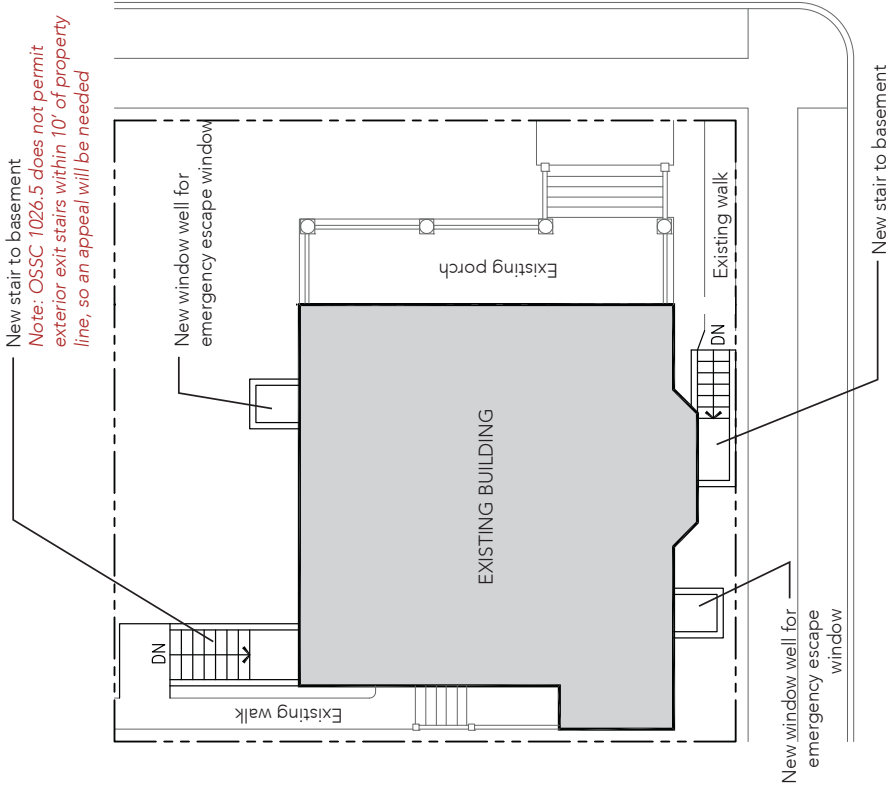 New stair to basement
Note: OSSC 1026.5 does not permit
exterior exit stairs within 10' of property
line, so an appeal will be needed
New window well for
emergency escape window
Existing porch
Existing walk
DN
EXISTING BUILDING
DN
Existing walk
New stair to basement
New window well for
emergency escape
window